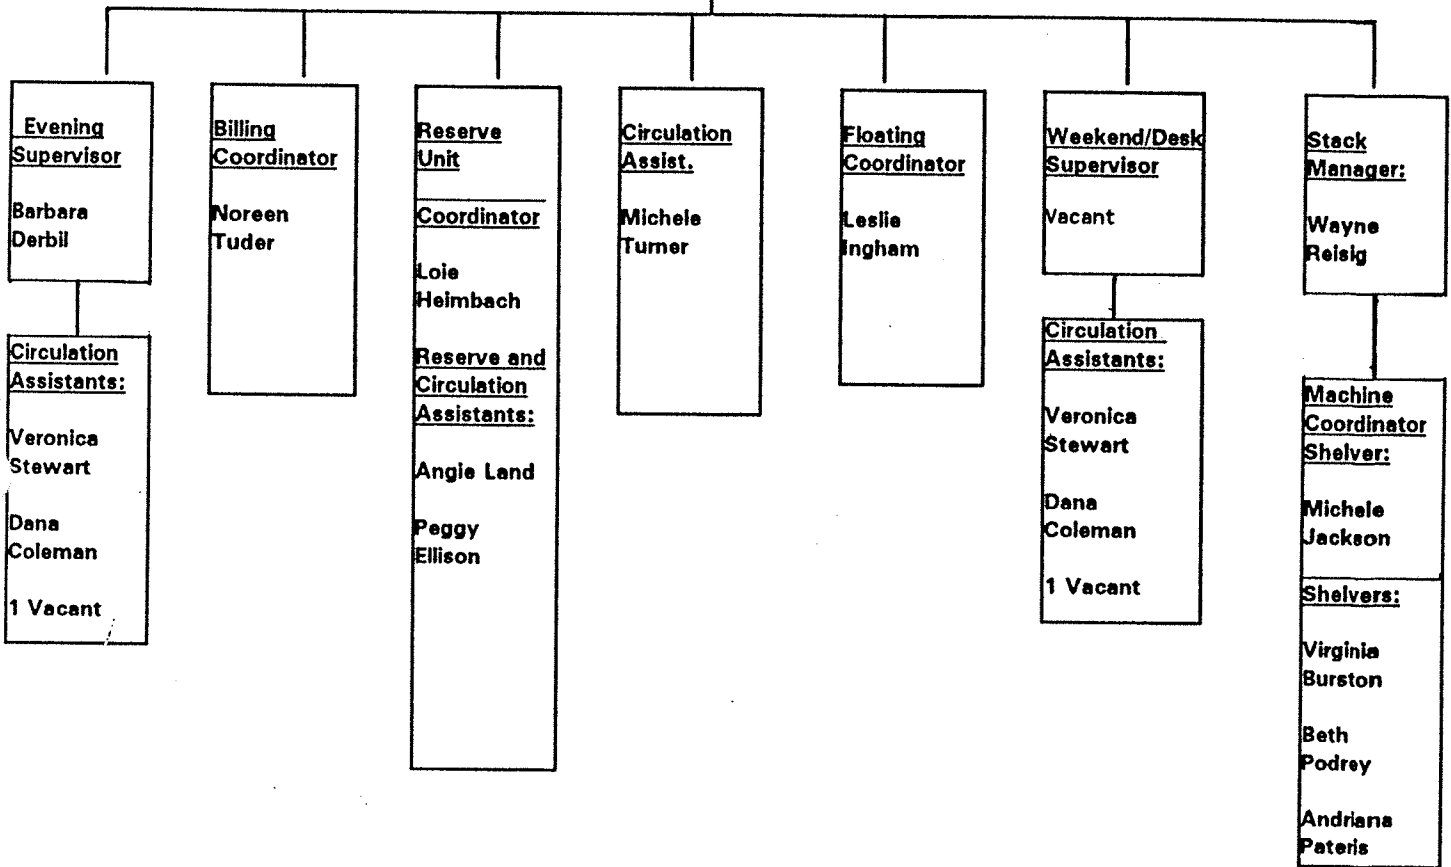 Evening
Supervisor
Barbara
Derbil
Circulation
Assistants:
Veronica
Stewart
Dana
Coleman
1 Vacant
Billing
Coordinator
Noreen
Tuder
Reserve
Unit
Coordinator
Loie
Heimbach
Reserve and
Circulation
Assistants:
Angie Land
Peggy
Ellison
Circulation
Assist.
Michele
Turner
Floating
Coordinator
Leslie
Ingham
Weekend/Desk
Supervisor
Vacant
Circulation
Assistants:
Veronica
Stewart
Dana
Coleman
1 Vacant
Stack
Manager:
Wayne
Reisig
Machine
Coordinator
Shelver:
Michele
Jackson
Shelvers:
Virginia
Burston
Beth
Podrey
Andriana
Pateris